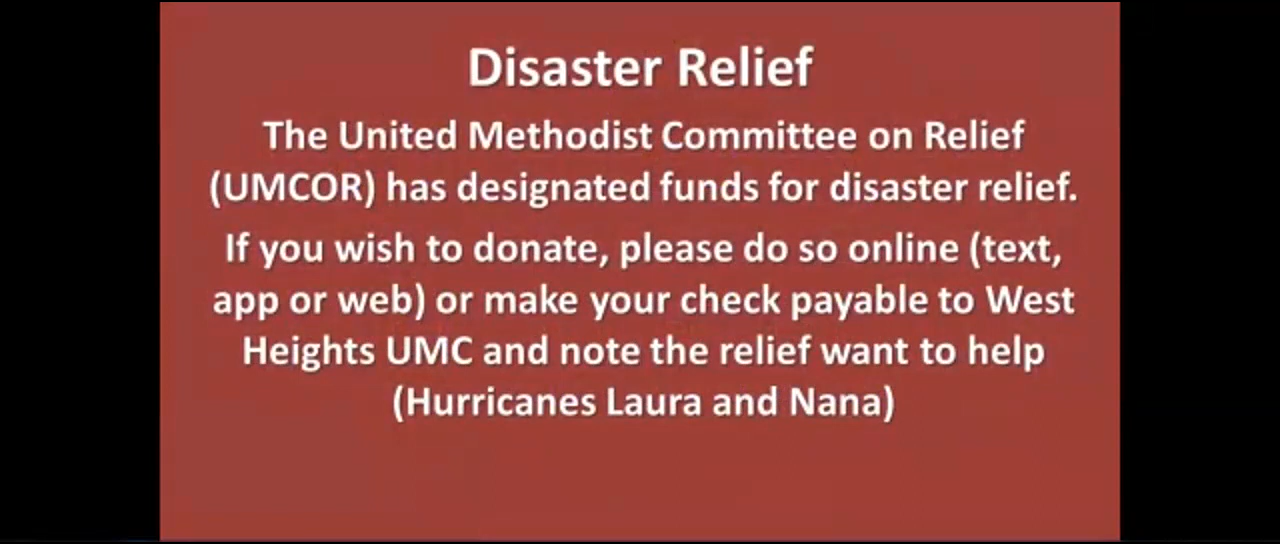 Disaster Relief
The United Methodist Committee on Relief
(UMCOR) has designated funds for disaster relief.
If you wish to donate, please do so online (text,
app or web) or make your check payable to West
Heights UMC and note the relief want to help
(Hurricanes Laura and Nana)